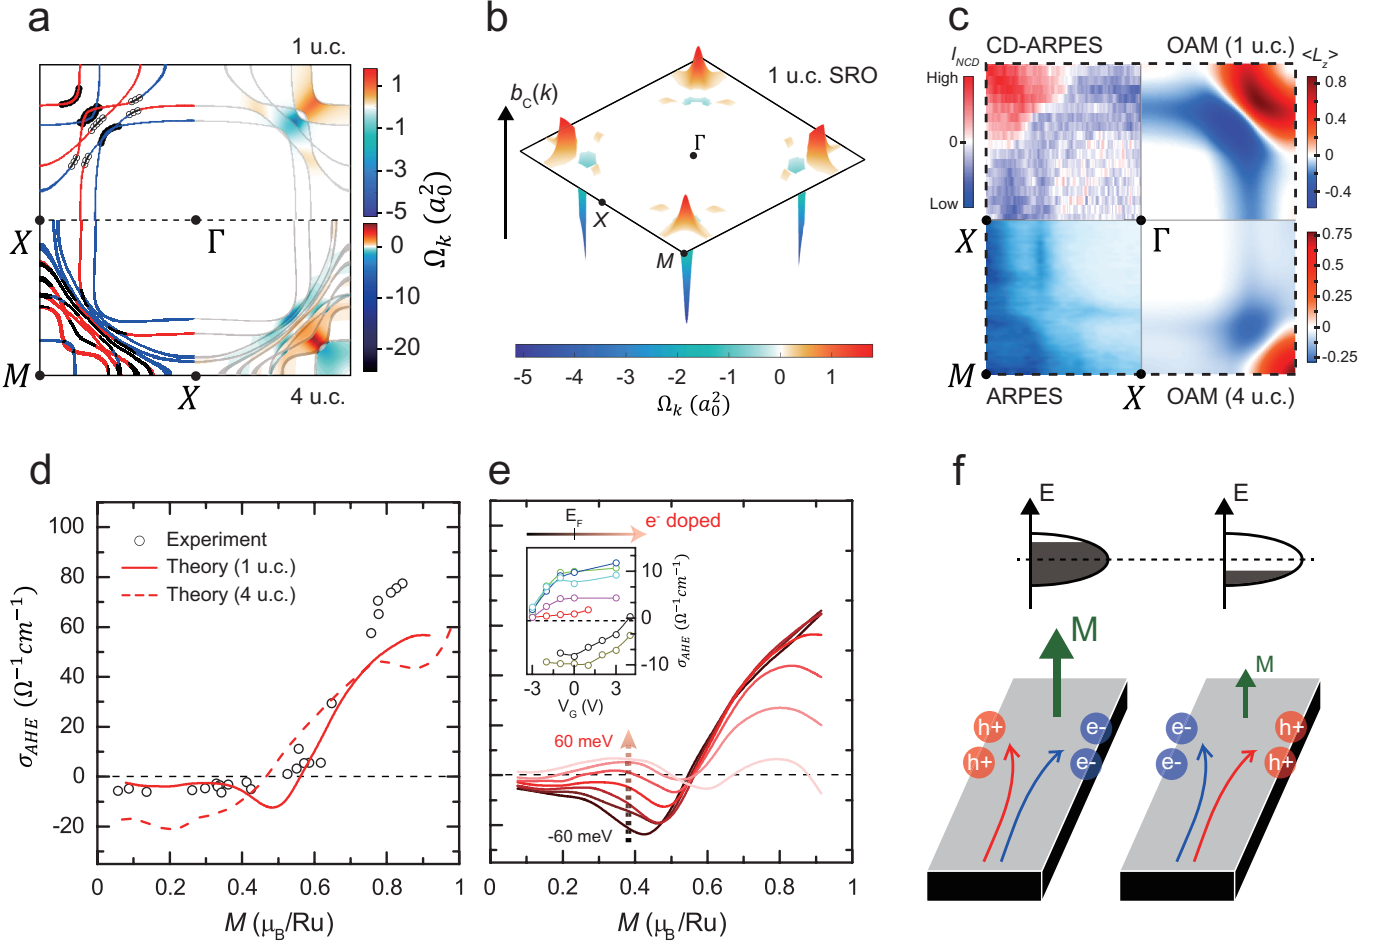 a
1 u.c.
1
0
-1
-3
-5
0
-10
-20
Ω_k (a_0^2)
X
Γ
M
X
4 u.c.
b
b_C(k)
1 u.c. SRO
Γ
X
M
-5 -4 -3 -2 -1 0 1
Ω_k (a_0^2)
c
I_NCD
CD-ARPES
OAM (1 u.c.)
<L_z>
High
0
Low
0.8
0.4
0
-0.4
X
Γ
0.75
0.25
0
-0.25
M
ARPES
X
OAM (4 u.c.)
d
σ_AHE (Ω⁻¹cm⁻¹)
100
80
60
40
20
0
-20
Experiment
Theory (1 u.c.)
Theory (4 u.c.)
0 0.2 0.4 0.6 0.8 1
M (μ_B/Ru)
e
E_F
e⁻ doped
10
0
-10
σ_AHE (Ω⁻¹cm⁻¹)
-3 0 3
V_G (V)
60 meV
-60 meV
0 0.2 0.4 0.6 0.8 1
M (μ_B/Ru)
f
E
E
M
M
h+
e-
h+
e-
e-
h+
e-
h+